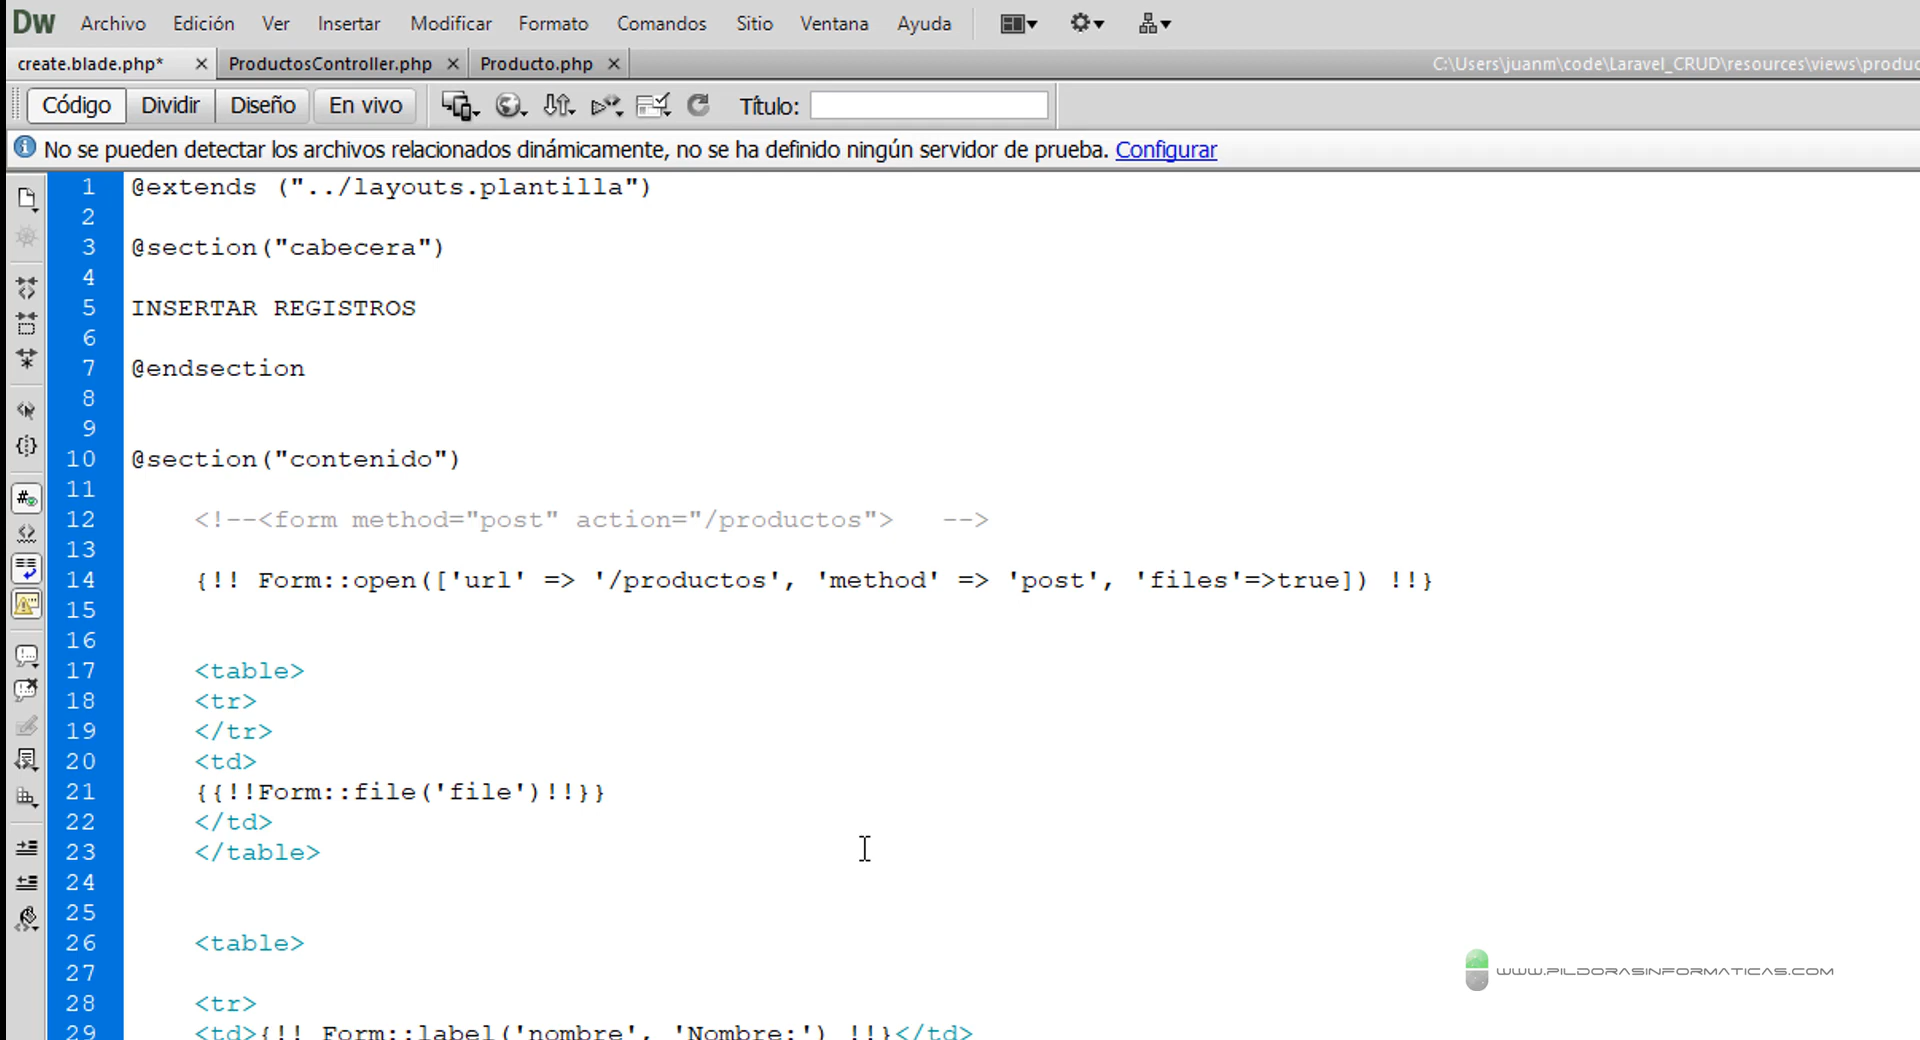 Dw Archivo Edición Ver Insertar Modificar Formato Comandos Sitio Ventana Ayuda
create.blade.php* ProductosController.php Producto.php C:\Users\juanm\code\Laravel_CRUD\resources\views\produc
Código Dividir Diseño En vivo Título:
No se pueden detectar los archivos relacionados dinámicamente, no se ha definido ningún servidor de prueba. Configurar
1 @extends ("../layouts.plantilla")
2
3 @section("cabecera")
4
5 INSERTAR REGISTROS
6
7 @endsection
8
9
10 @section("contenido")
11
12 <!--<form method="post" action="/productos"> -->
13
14 {!! Form::open(['url' => '/productos', 'method' => 'post', 'files'=>true]) !!}
15
16
17 <table>
18 <tr>
19 </tr>
20 <td>
21 {{!!Form::file('file')!!}}
22 </td>
23 </table>
24
25
26 <table>
27
28 <tr>
29 <td>{!! Form::label('nombre', 'Nombre:') !!}</td>
WWW.PILDORASINFORMATICAS.COM